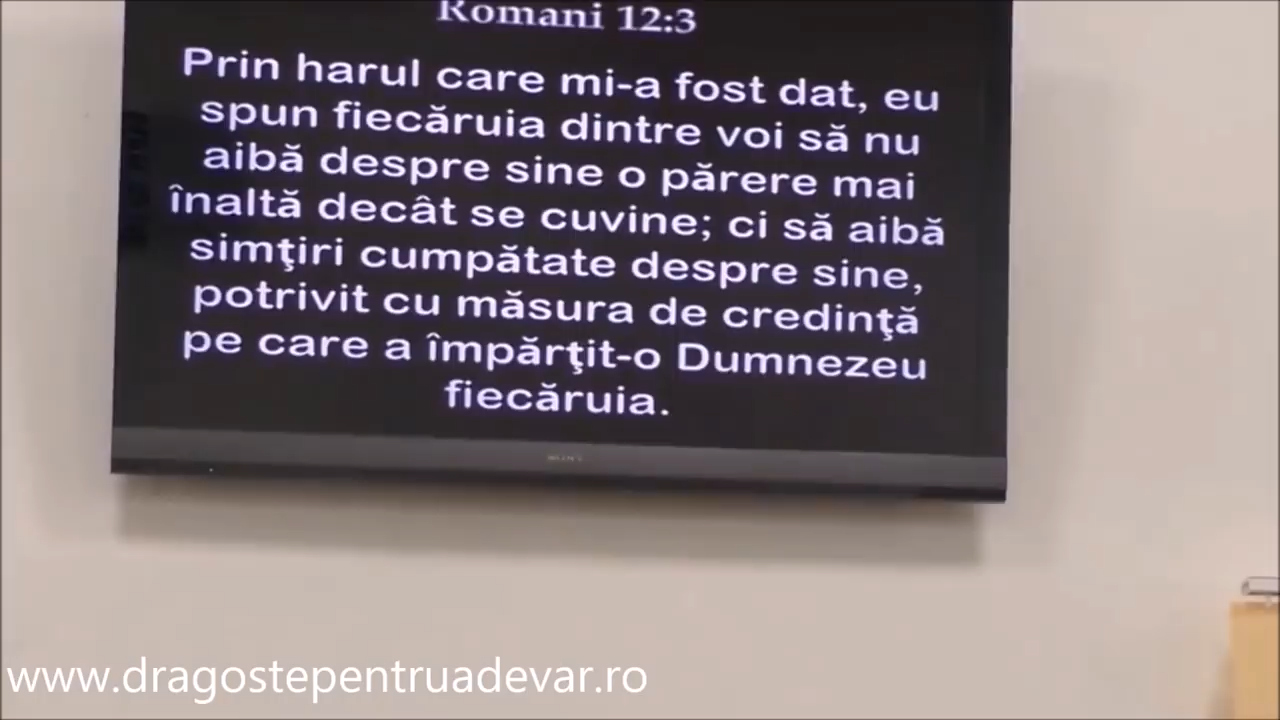 Romani 12:3
Prin harul care mi-a fost dat, eu
spun fiecăruia dintre voi să nu
aibă despre sine o părere mai
înaltă decât se cuvine; ci să aibă
simţiri cumpătate despre sine,
potrivit cu măsura de credinţă
pe care a împărţit-o Dumnezeu
fiecăruia.
SONY
www.dragostepentruadevar.ro